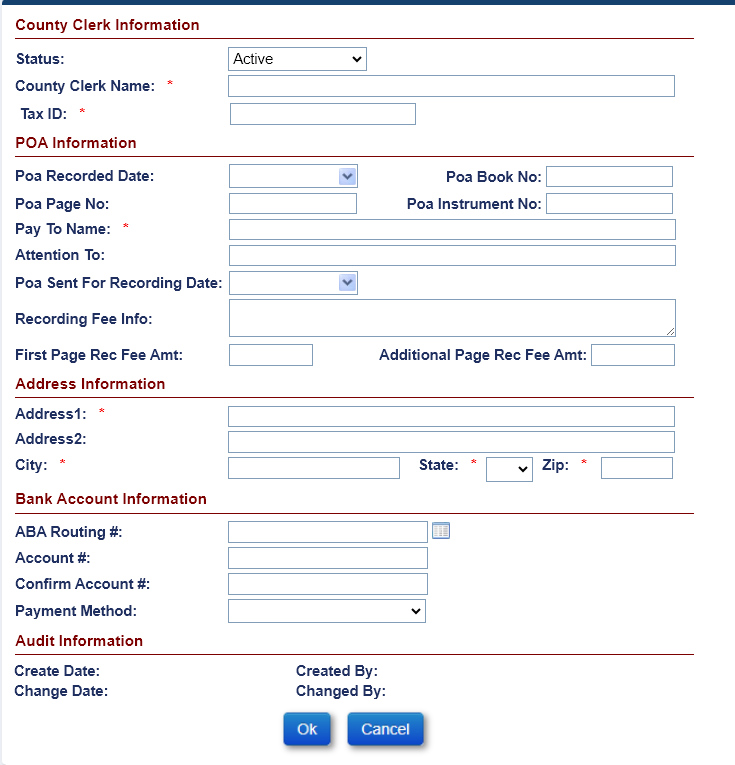 County Clerk Information
Status: Active
County Clerk Name: *
Tax ID: *
POA Information
Poa Recorded Date: Poa Book No:
Poa Page No: Poa Instrument No:
Pay To Name: *
Attention To:
Poa Sent For Recording Date:
Recording Fee Info:
First Page Rec Fee Amt: Additional Page Rec Fee Amt:
Address Information
Address1: *
Address2:
City: * State: * Zip: *
Bank Account Information
ABA Routing #:
Account #:
Confirm Account #:
Payment Method:
Audit Information
Create Date: Created By:
Change Date: Changed By:
Ok Cancel